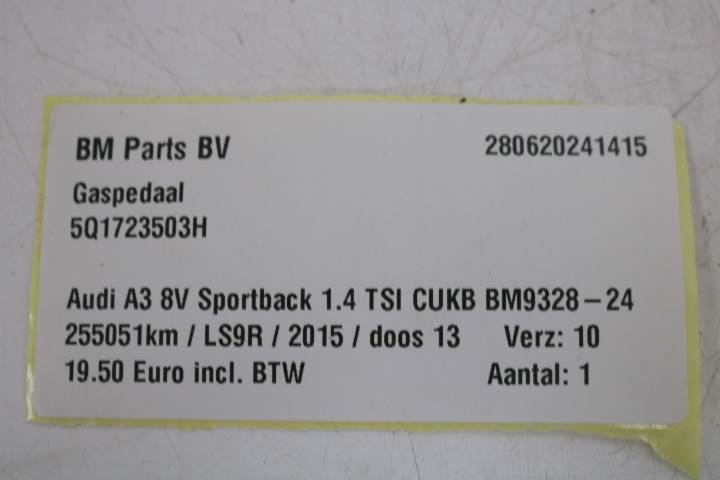 BM Parts BV 280620241415
Gaspedaal
5Q1723503H
Audi A3 8V Sportback 1.4 TSI CUKB BM9328-24
255051km / LS9R / 2015 / doos 13 Verz: 10
19.50 Euro incl. BTW Aantal: 1